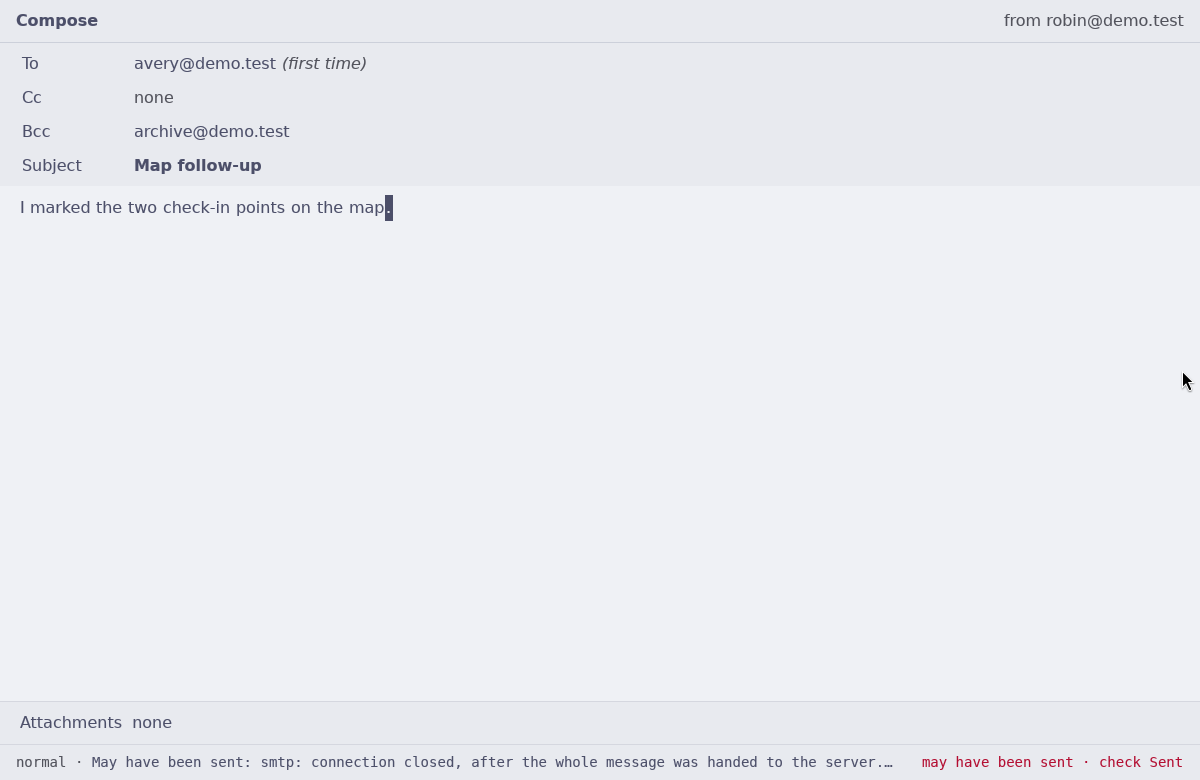 Compose from robin@demo.test
To avery@demo.test (first time)
Cc none
Bcc archive@demo.test
Subject Map follow-up
I marked the two check-in points on the map.
Attachments none
normal · May have been sent: smtp: connection closed, after the whole message was handed to the server.… may have been sent · check Sent